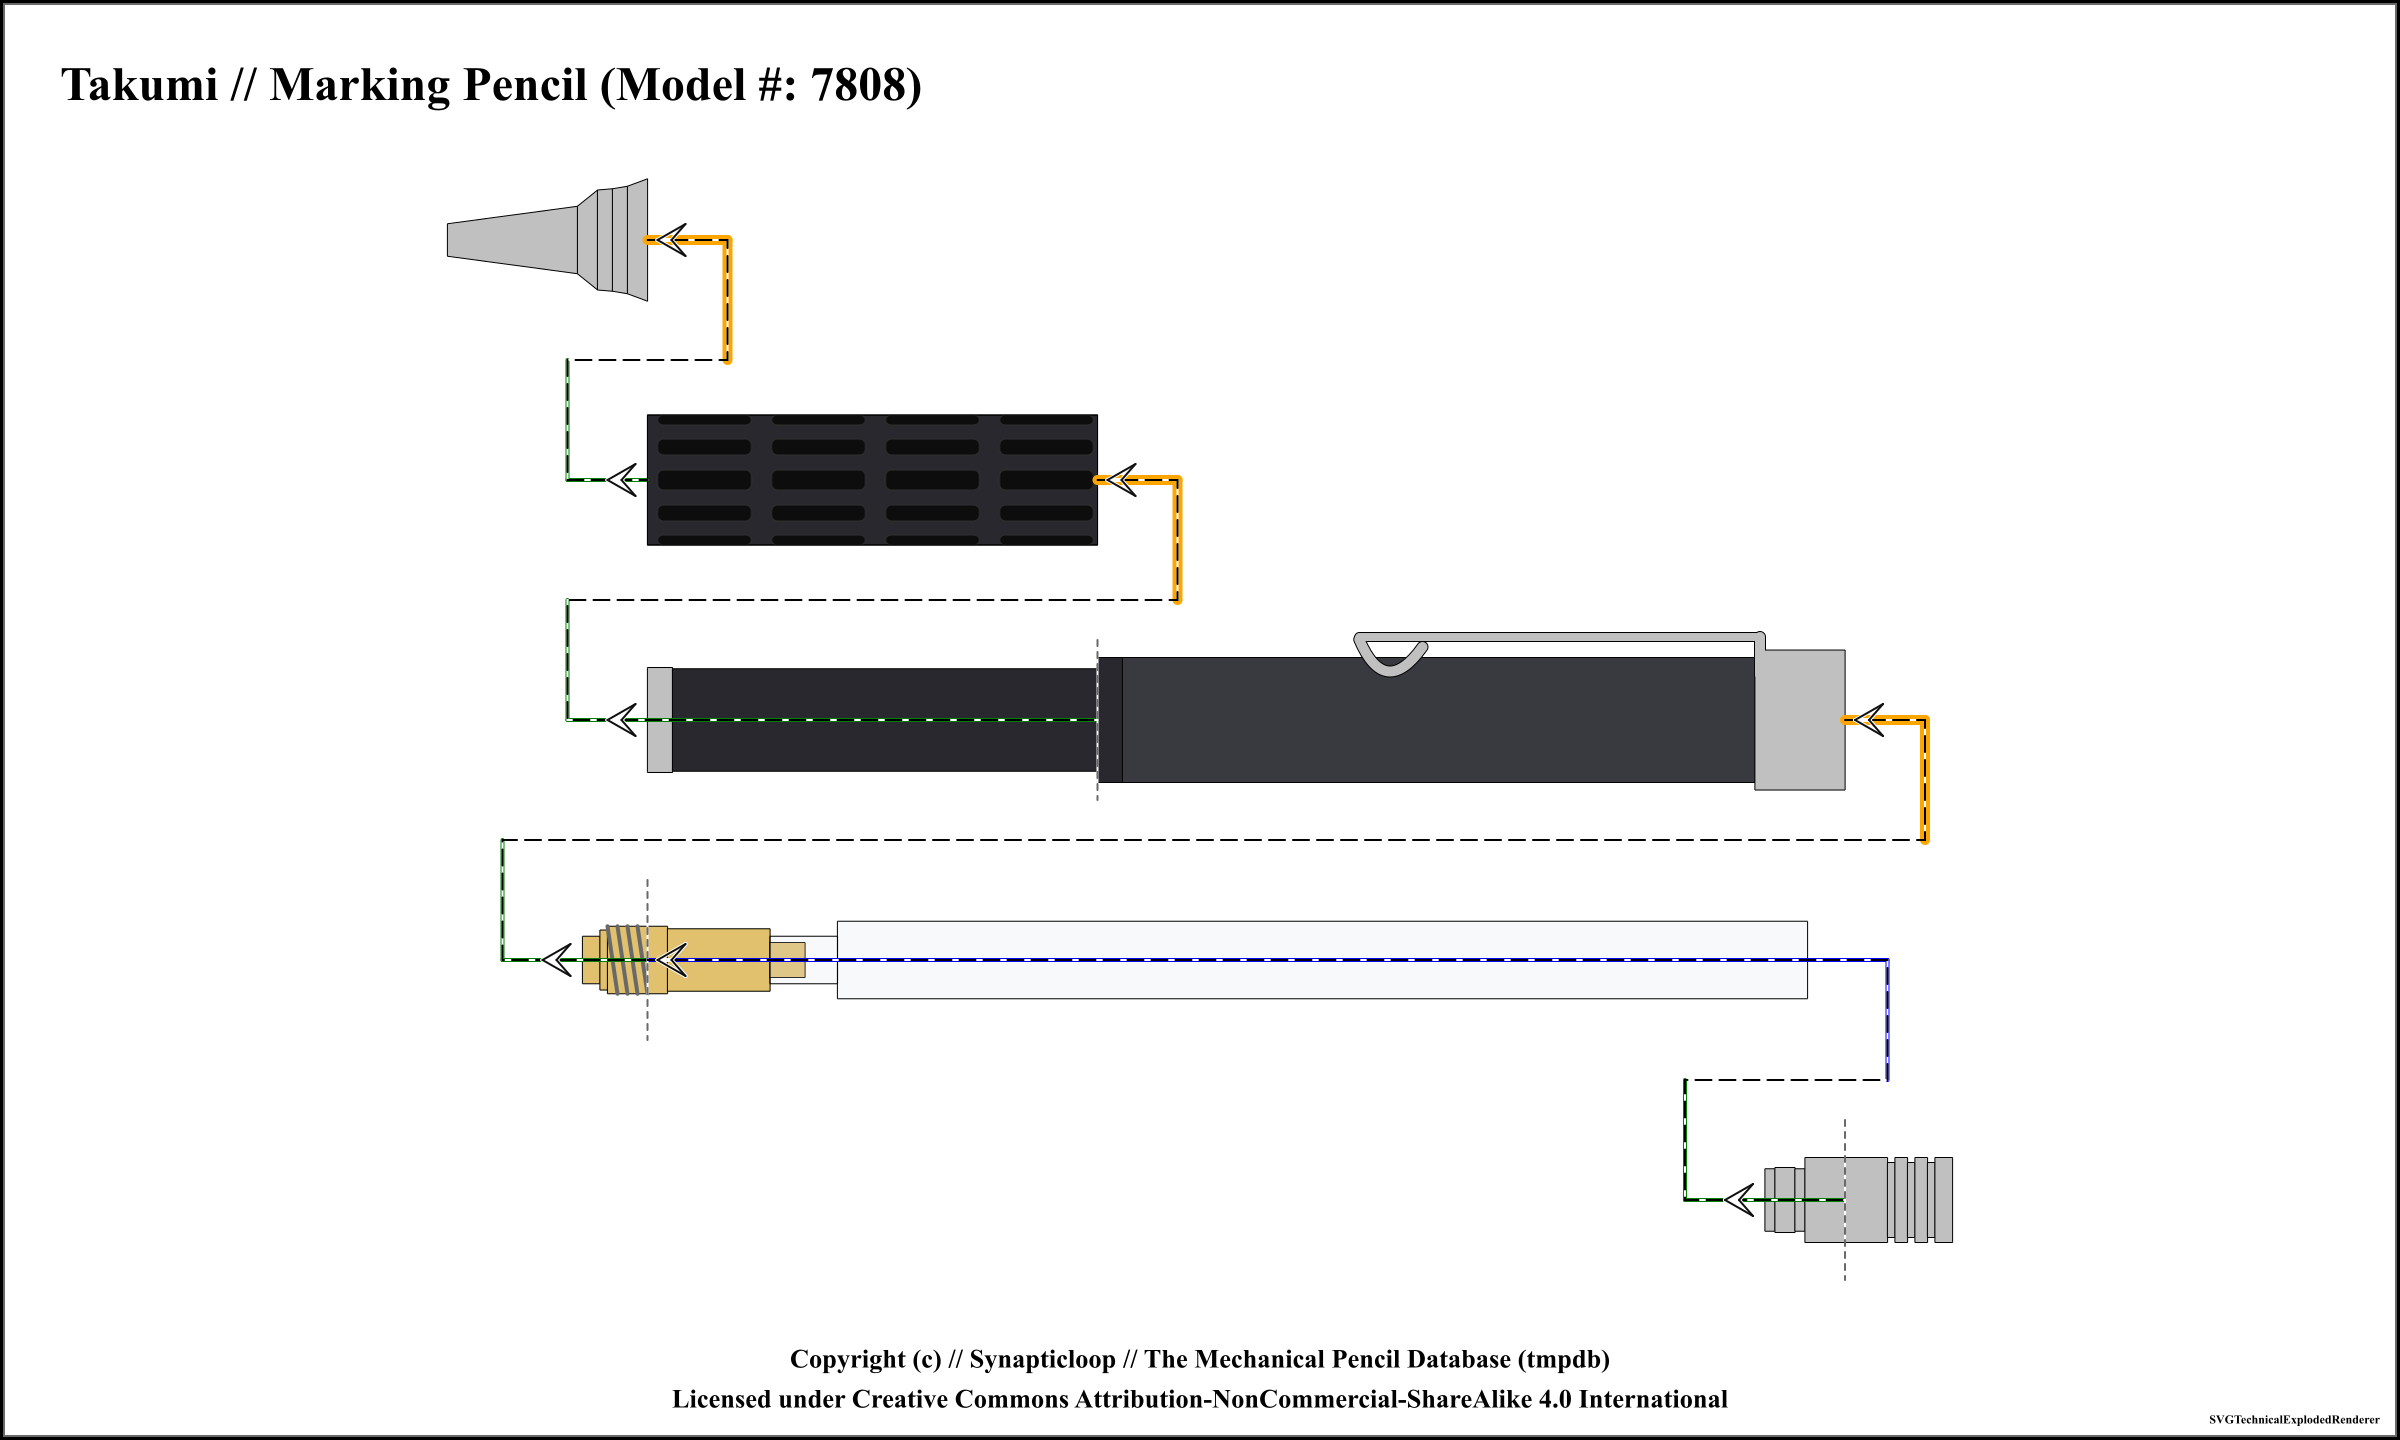 Takumi // Marking Pencil (Model #: 7808)
Copyright (c) // Synapticloop // The Mechanical Pencil Database (tmpdb)
Licensed under Creative Commons Attribution-NonCommercial-ShareAlike 4.0 International
SVGTechnicalExplodedRenderer